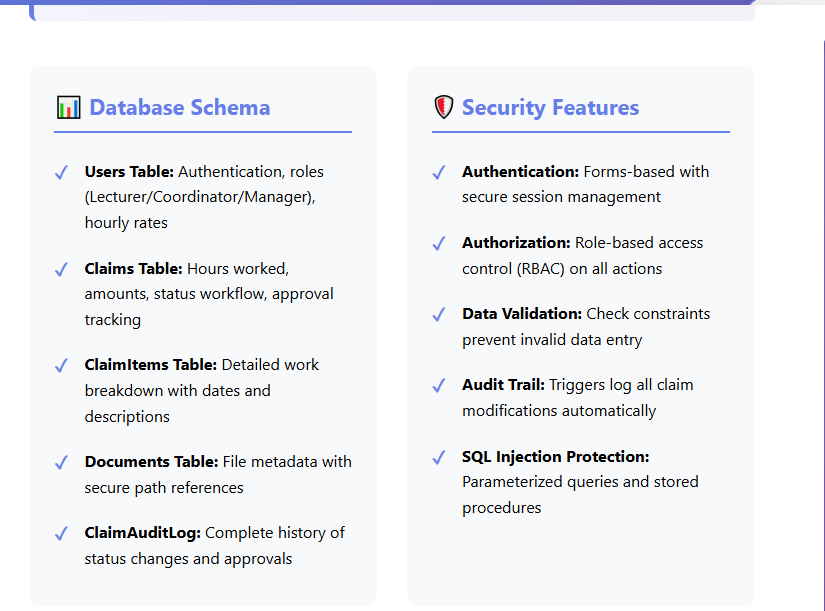 Database Schema
Users Table: Authentication, roles
(Lecturer/Coordinator/Manager),
hourly rates
Claims Table: Hours worked,
amounts, status workflow, approval
tracking
ClaimItems Table: Detailed work
breakdown with dates and
descriptions
Documents Table: File metadata with
secure path references
ClaimAuditLog: Complete history of
status changes and approvals
Security Features
Authentication: Forms-based with
secure session management
Authorization: Role-based access
control (RBAC) on all actions
Data Validation: Check constraints
prevent invalid data entry
Audit Trail: Triggers log all claim
modifications automatically
SQL Injection Protection:
Parameterized queries and stored
procedures